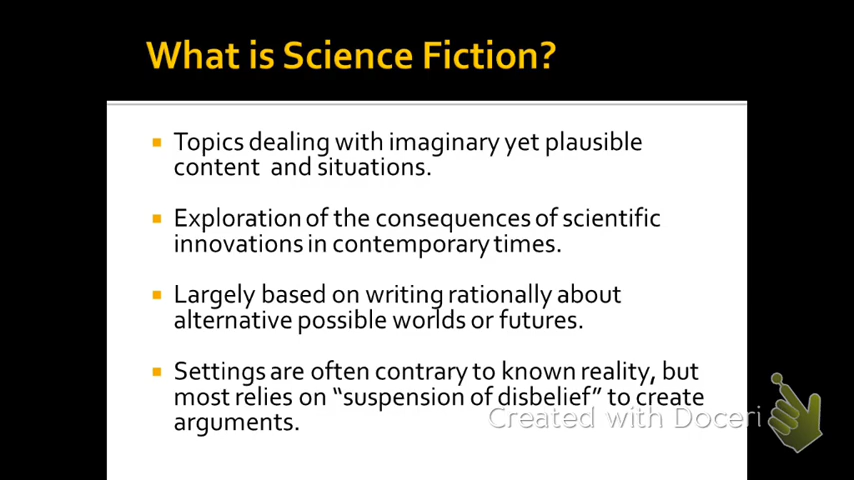 What is Science Fiction?
Topics dealing with imaginary yet plausible
content and situations.
Exploration of the consequences of scientific
innovations in contemporary times.
Largely based on writing rationally about
alternative possible worlds or futures.
Settings are often contrary to known reality, but
most relies on “suspension of disbelief” to create
arguments.
Created with Doceri